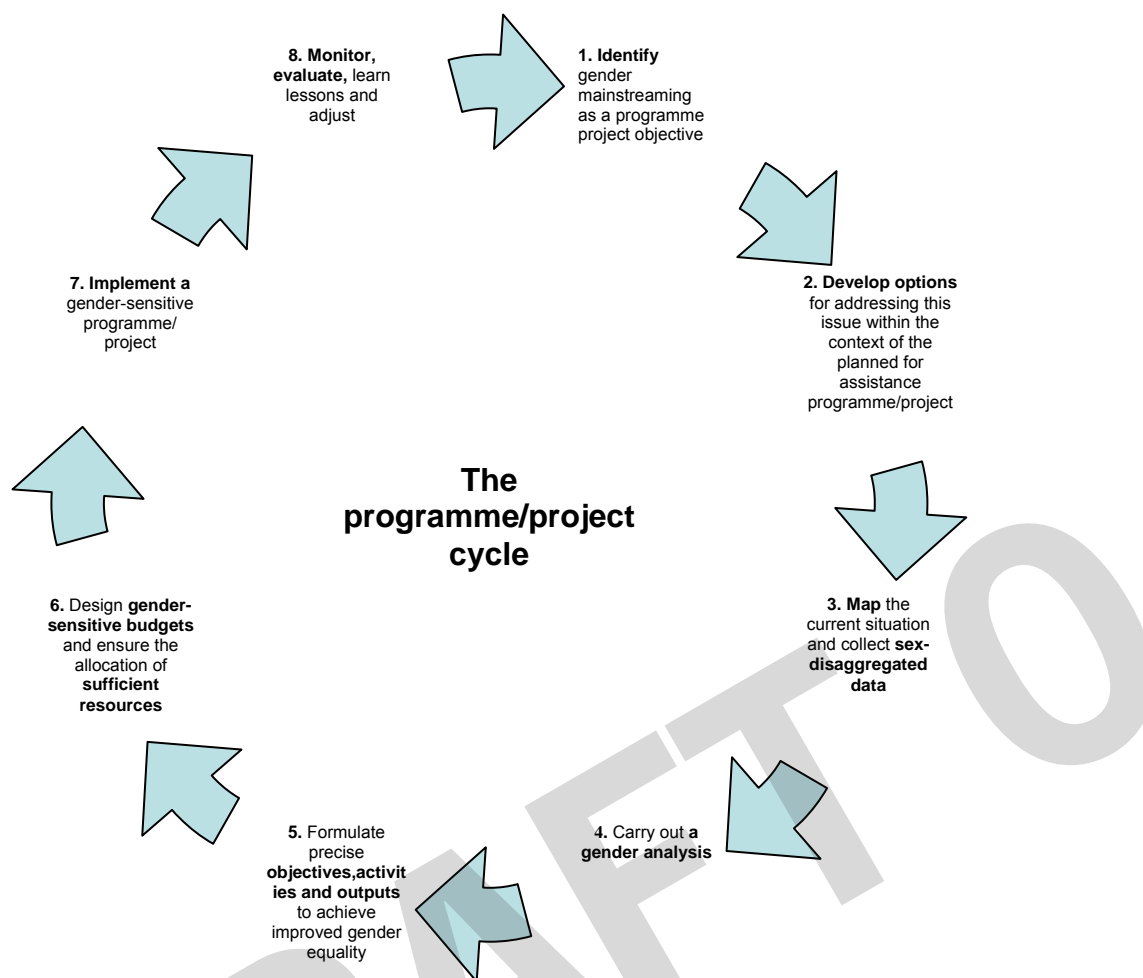 8. Monitor,
evaluate, learn
lessons and
adjust
1. Identify
gender
mainstreaming
as a programme
project objective
7. Implement a
gender-sensitive
programme/
project
2. Develop options
for addressing this
issue within the
context of the
planned for
assistance
programme/project
The
programme/project
cycle
6. Design gender-
sensitive budgets
and ensure the
allocation of
sufficient
resources
3. Map the
current situation
and collect sex-
disaggregated
data
5. Formulate
precise
objectives,activit
ies and outputs
to achieve
improved gender
equality
4. Carry out a
gender analysis
AFT O